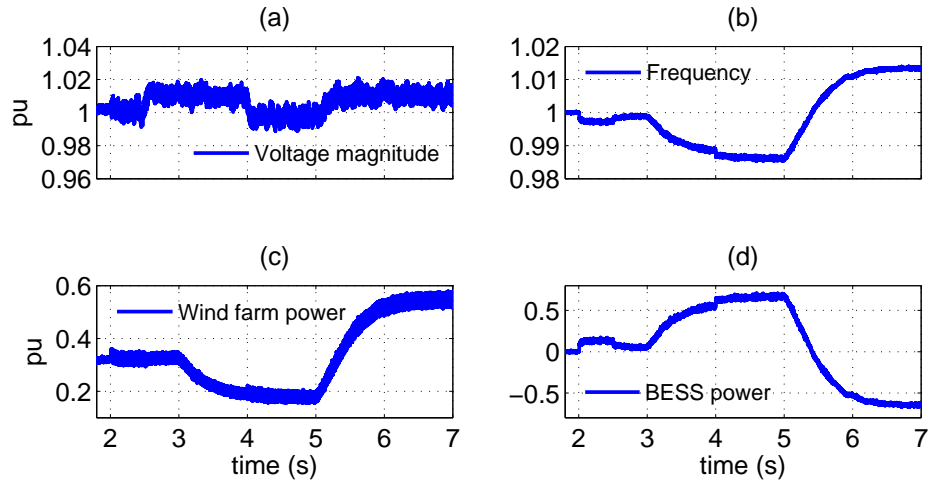 (a)
1.04
1.02
1
0.98
0.96
pu
Voltage magnitude
(b)
1.02
1.01
1
0.99
0.98
Frequency
2 3 4 5 6 7
2 3 4 5 6 7
(c)
0.6
0.4
0.2
pu
Wind farm power
2 3 4 5 6 7
time (s)
(d)
0.5
0
−0.5
BESS power
2 3 4 5 6 7
time (s)